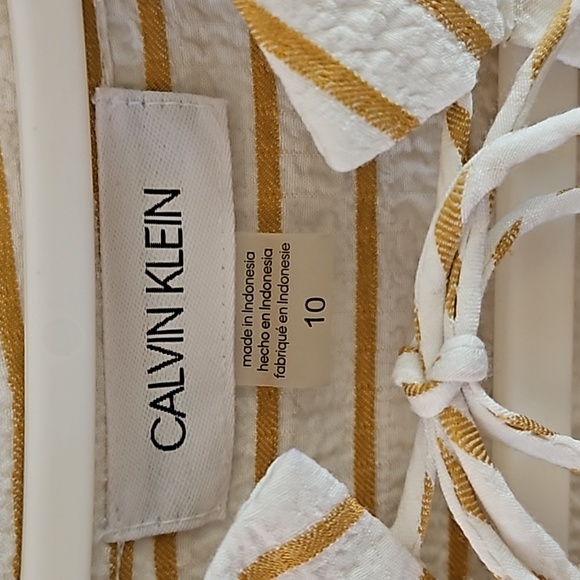 CALVIN KLEIN
made in Indonesia
hecho en Indonesia
fabriqué en Indonesie
10